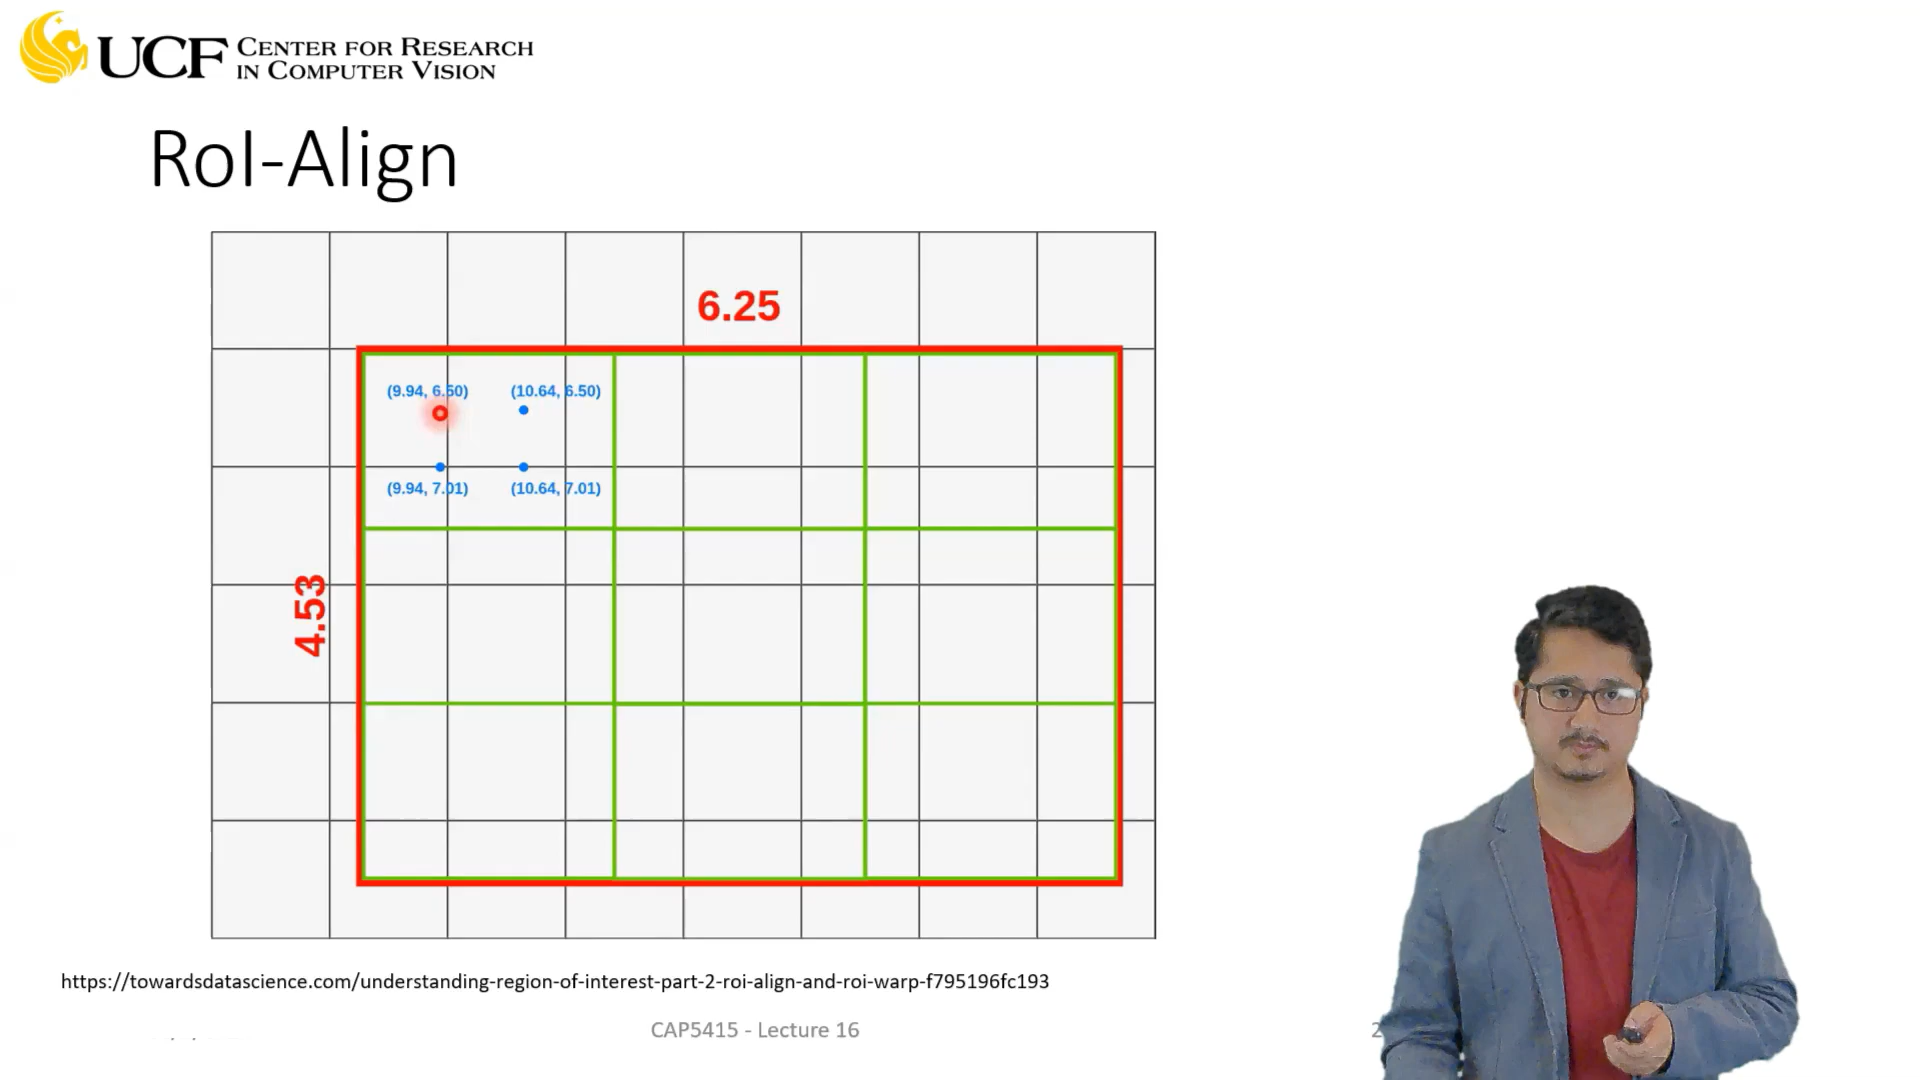 UCF CENTER FOR RESEARCH
IN COMPUTER VISION
RoI-Align
6.25
(9.94, 6.50) (10.64, 6.50)
(9.94, 7.01) (10.64, 7.01)
4.53
https://towardsdatascience.com/understanding-region-of-interest-part-2-roi-align-and-roi-warp-f795196fc193
CAP5415 - Lecture 16